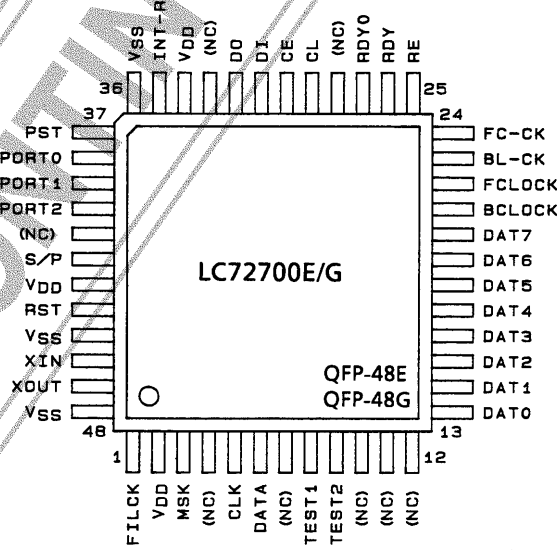 VSS
INT-R
VDD
(NC)
DO
DI
CE
CL
(NC)
RDY0
RDY
RE
36
25
37
24
PST
FC-CK
PORT0
BL-CK
PORT1
FCLOCK
PORT2
BCLOCK
(NC)
DAT7
S/P
DAT6
VDD
DAT5
RST
DAT4
VSS
DAT3
XIN
DAT2
XOUT
DAT1
VSS
DAT0
LC72700E/G
QFP-48E
QFP-48G
48
13
1
12
FILCK
VDD
MSK
(NC)
CLK
DATA
(NC)
TEST1
TEST2
(NC)
(NC)
(NC)
ONTIN